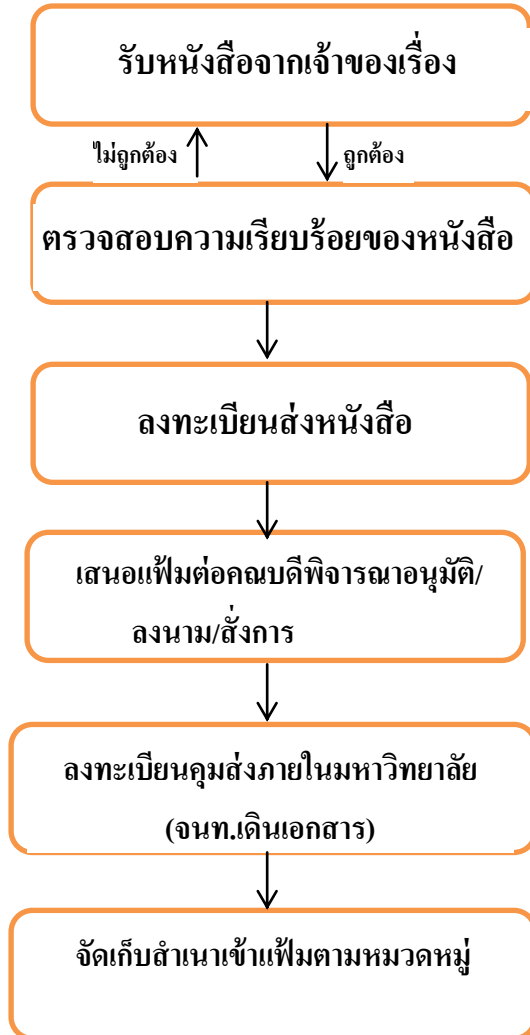 รับหนังสือจากเจ้าของเรื่อง
ไม่ถูกต้อง ถูกต้อง
ตรวจสอบความเรียบร้อยของหนังสือ
ลงทะเบียนส่งหนังสือ
เสนอแฟ้มต่อคณบดีพิจารณาอนุมัติ/
ลงนาม/สั่งการ
ลงทะเบียนคุมส่งภายในมหาวิทยาลัย
(จนท.เดินเอกสาร)
จัดเก็บสำเนาเข้าแฟ้มตามหมวดหมู่